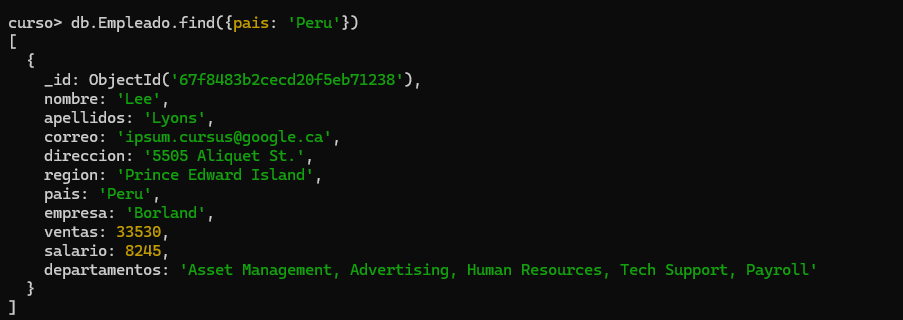 curso> db.Empleado.find({pais: 'Peru'})
[
  {
    _id: ObjectId('67f8483b2cecd20f5eb71238'),
    nombre: 'Lee',
    apellidos: 'Lyons',
    correo: 'ipsum.cursus@google.ca',
    direccion: '5505 Aliquet St.',
    region: 'Prince Edward Island',
    pais: 'Peru',
    empresa: 'Borland',
    ventas: 33530,
    salario: 8245,
    departamentos: 'Asset Management, Advertising, Human Resources, Tech Support, Payroll'
  }
]